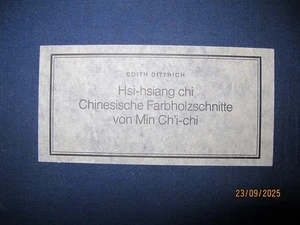 EDITH DITTRICH
Hsi-hsiang chi
Chinesische Farbholzschnitte
von Min Ch'i-chi
23/09/2025